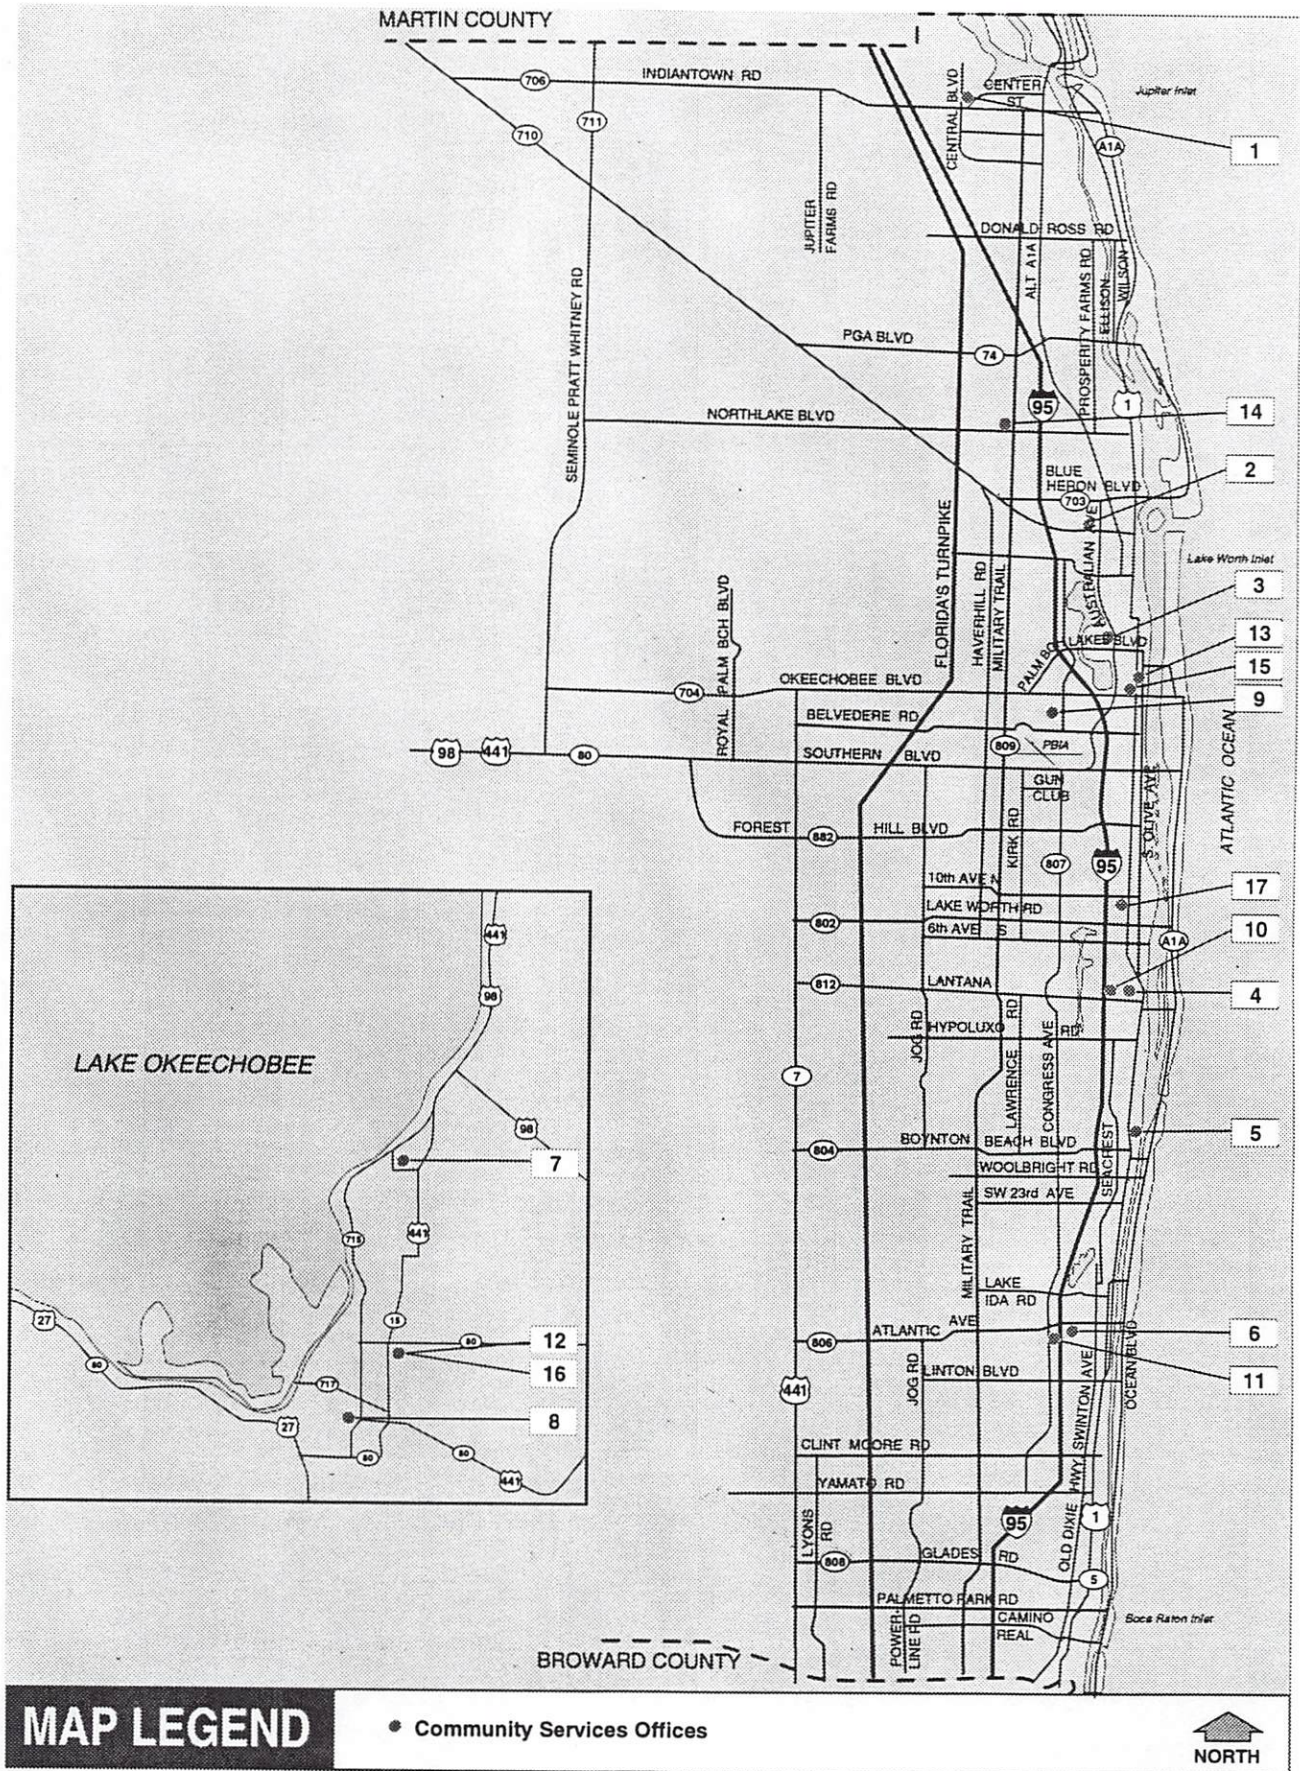 MARTIN COUNTY
INDIANTOWN RD
706
710
711
CENTRAL BLVD
CENTER
ST
Jupiter Inlet
A1A
1
JUPITER
FARMS RD
DONALD ROSS RD
ALT A1A
PROSPERITY FARMS RD
ELLISON
WILSON
SEMINOLE PRATT WHITNEY RD
PGA BLVD
74
95
1
NORTHLAKE BLVD
14
BLUE
HERON BLVD
703
2
AUSTRALIAN AVE
Lake Worth Inlet
FLORIDA'S TURNPIKE
HAVERHILL RD
MILITARY TRAIL
3
PALM BCH LAKES BLVD
13
15
9
ROYAL PALM BCH BLVD
OKEECHOBEE BLVD
704
BELVEDERE RD
809
PBIA
98
441
80
SOUTHERN BLVD
GUN
CLUB
ATLANTIC OCEAN
S. OLIVE AVE
FOREST HILL BLVD
882
KIRK RD
807
95
10th AVE N
17
LAKE WORTH RD
802
6th AVE S
A1A
10
812
LANTANA RD
4
HYPOLUXO RD
JOG RD
LAWRENCE
CONGRESS AVE
7
5
804
BOYNTON BEACH BLVD
SEACREST
WOOLBRIGHT RD
SW 23rd AVE
MILITARY TRAIL
LAKE
IDA RD
806
ATLANTIC AVE
6
11
JOG RD
LINTON BLVD
OCEAN BLVD
441
CLINT MOORE RD
SWINTON AVE
YAMATO RD
OLD DIXIE HWY
LYONS RD
95
1
808
GLADES RD
5
PALMETTO PARK RD
POWER-
LINE RD
CAMINO
REAL
Boca Raton Inlet
BROWARD COUNTY
LAKE OKEECHOBEE
441
98
98
7
441
715
15
80
12
16
27
80
717
8
27
80
80
441
MAP LEGEND
Community Services Offices
NORTH